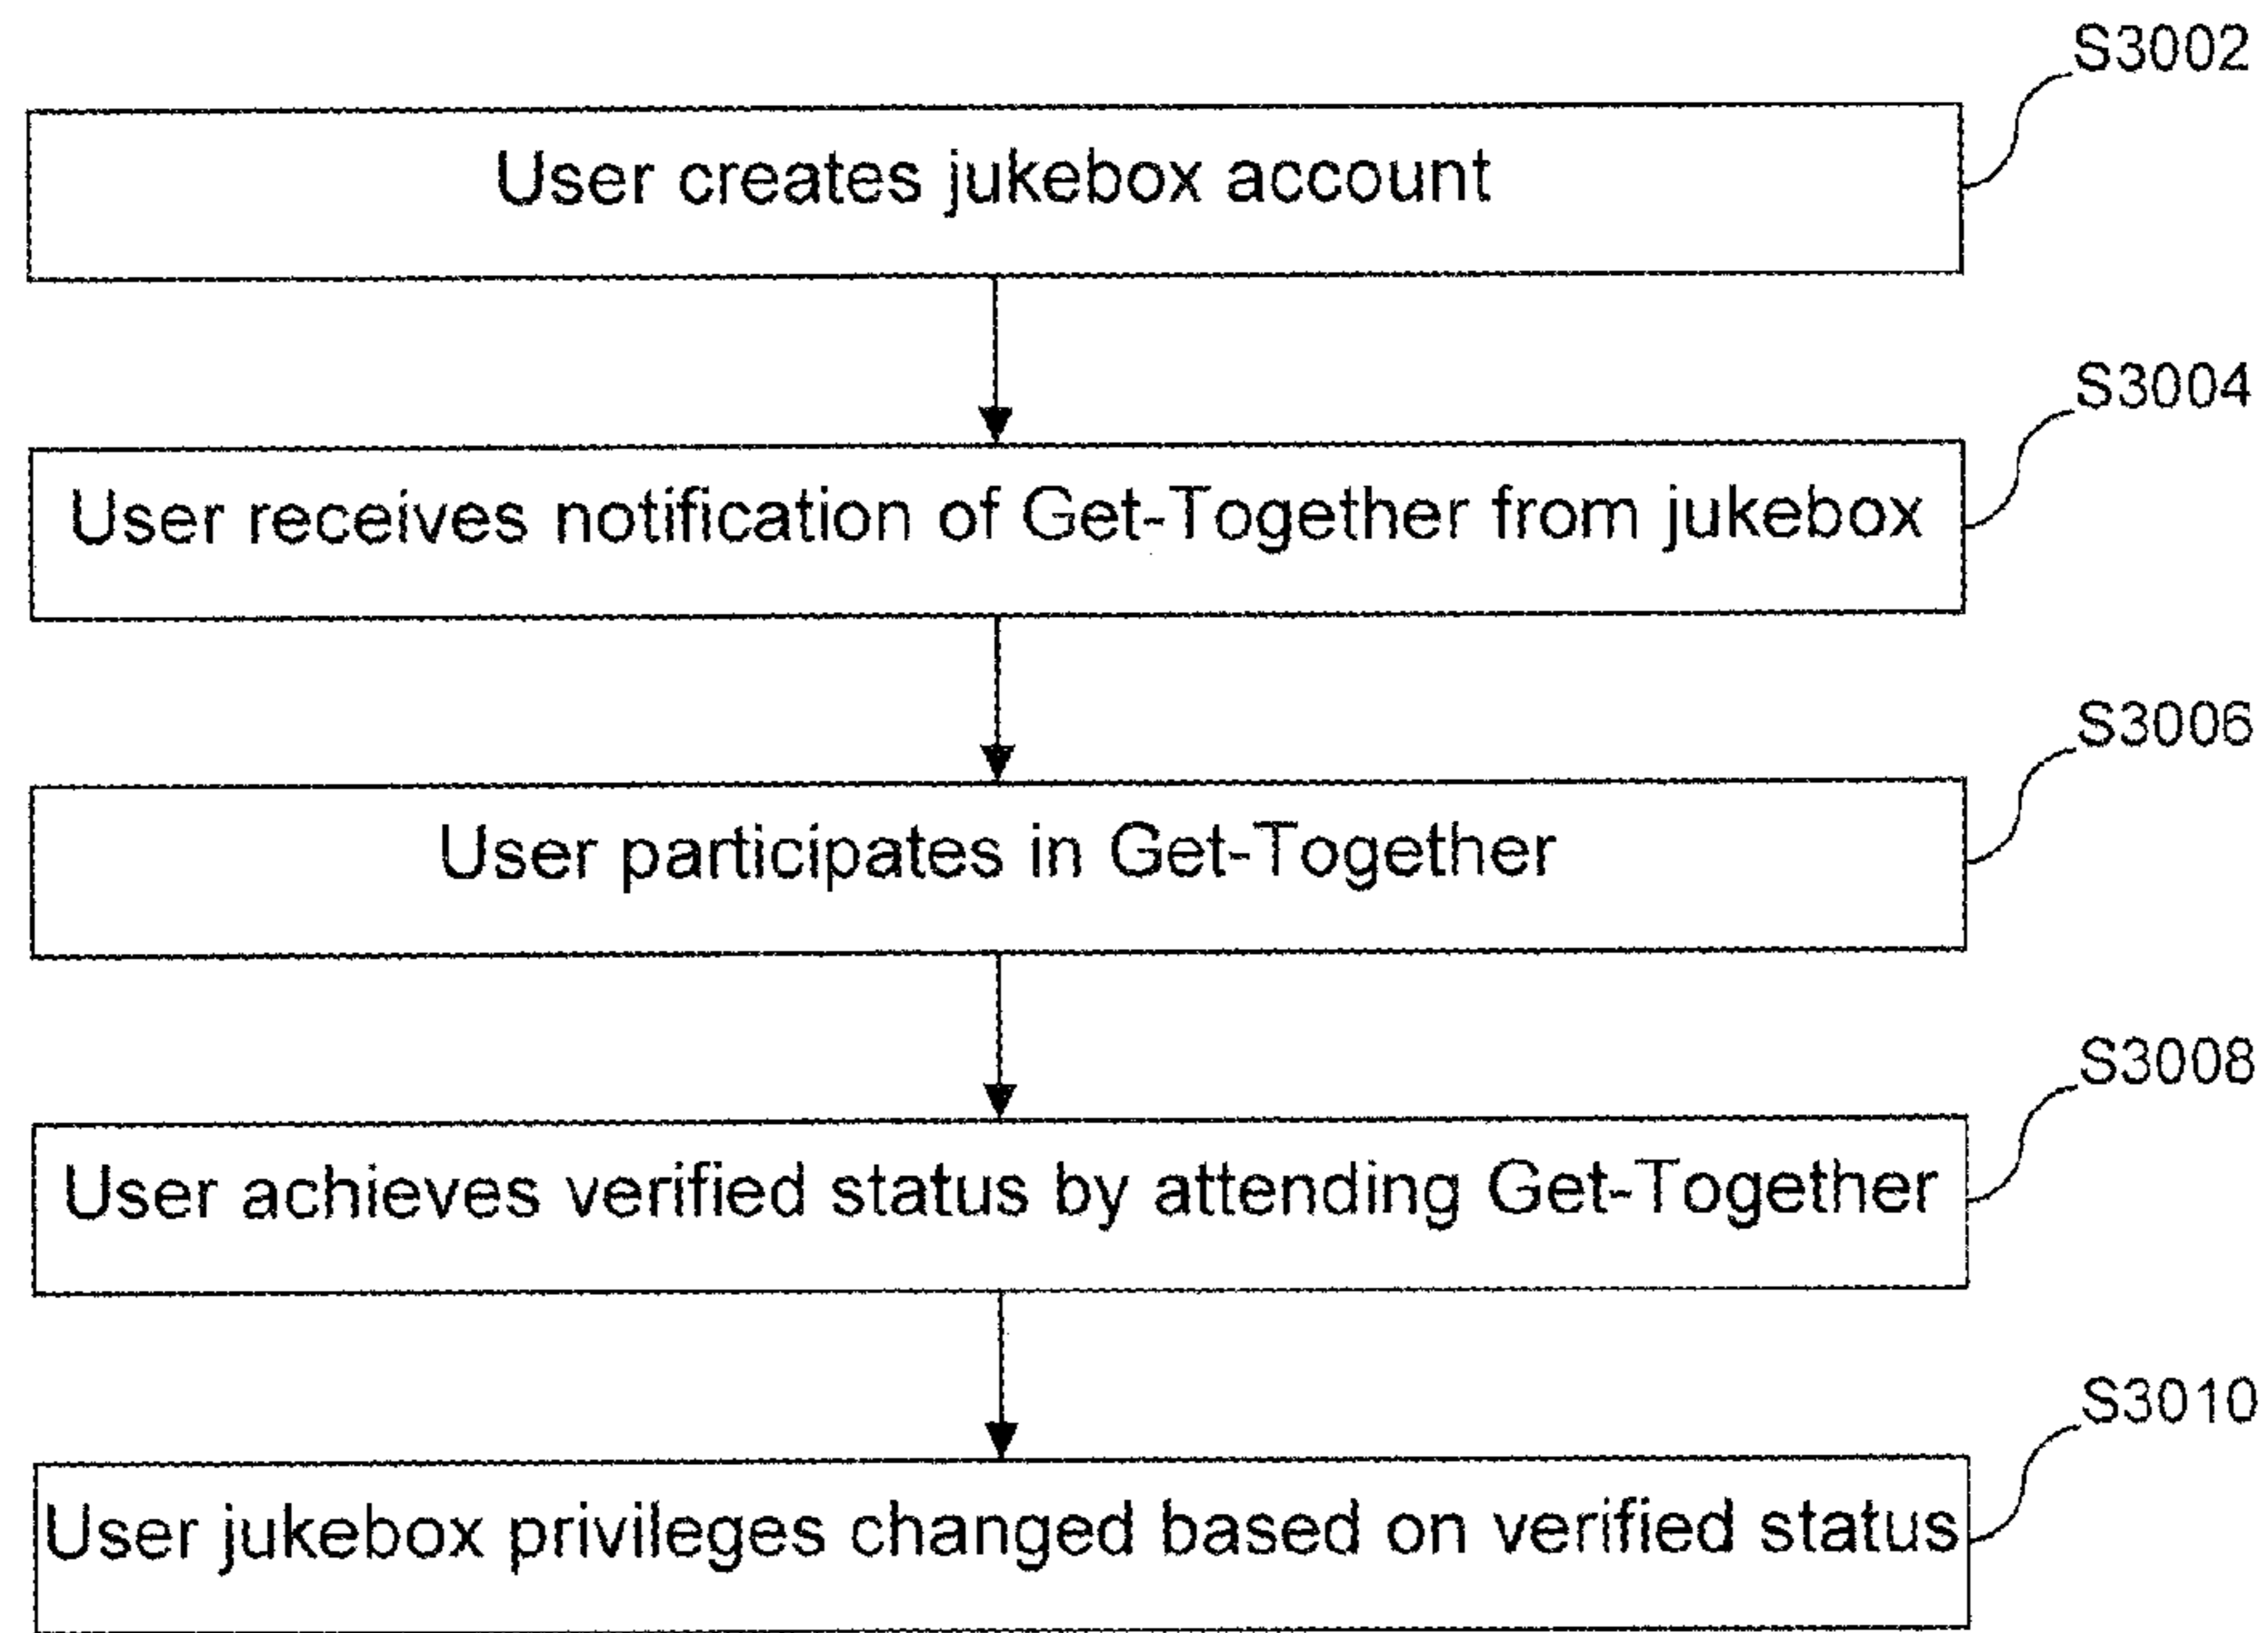 S3002
User creates jukebox account
S3004
User receives notification of Get-Together from jukebox
S3006
User participates in Get-Together
S3008
User achieves verified status by attending Get-Together
S3010
User jukebox privileges changed based on verified status